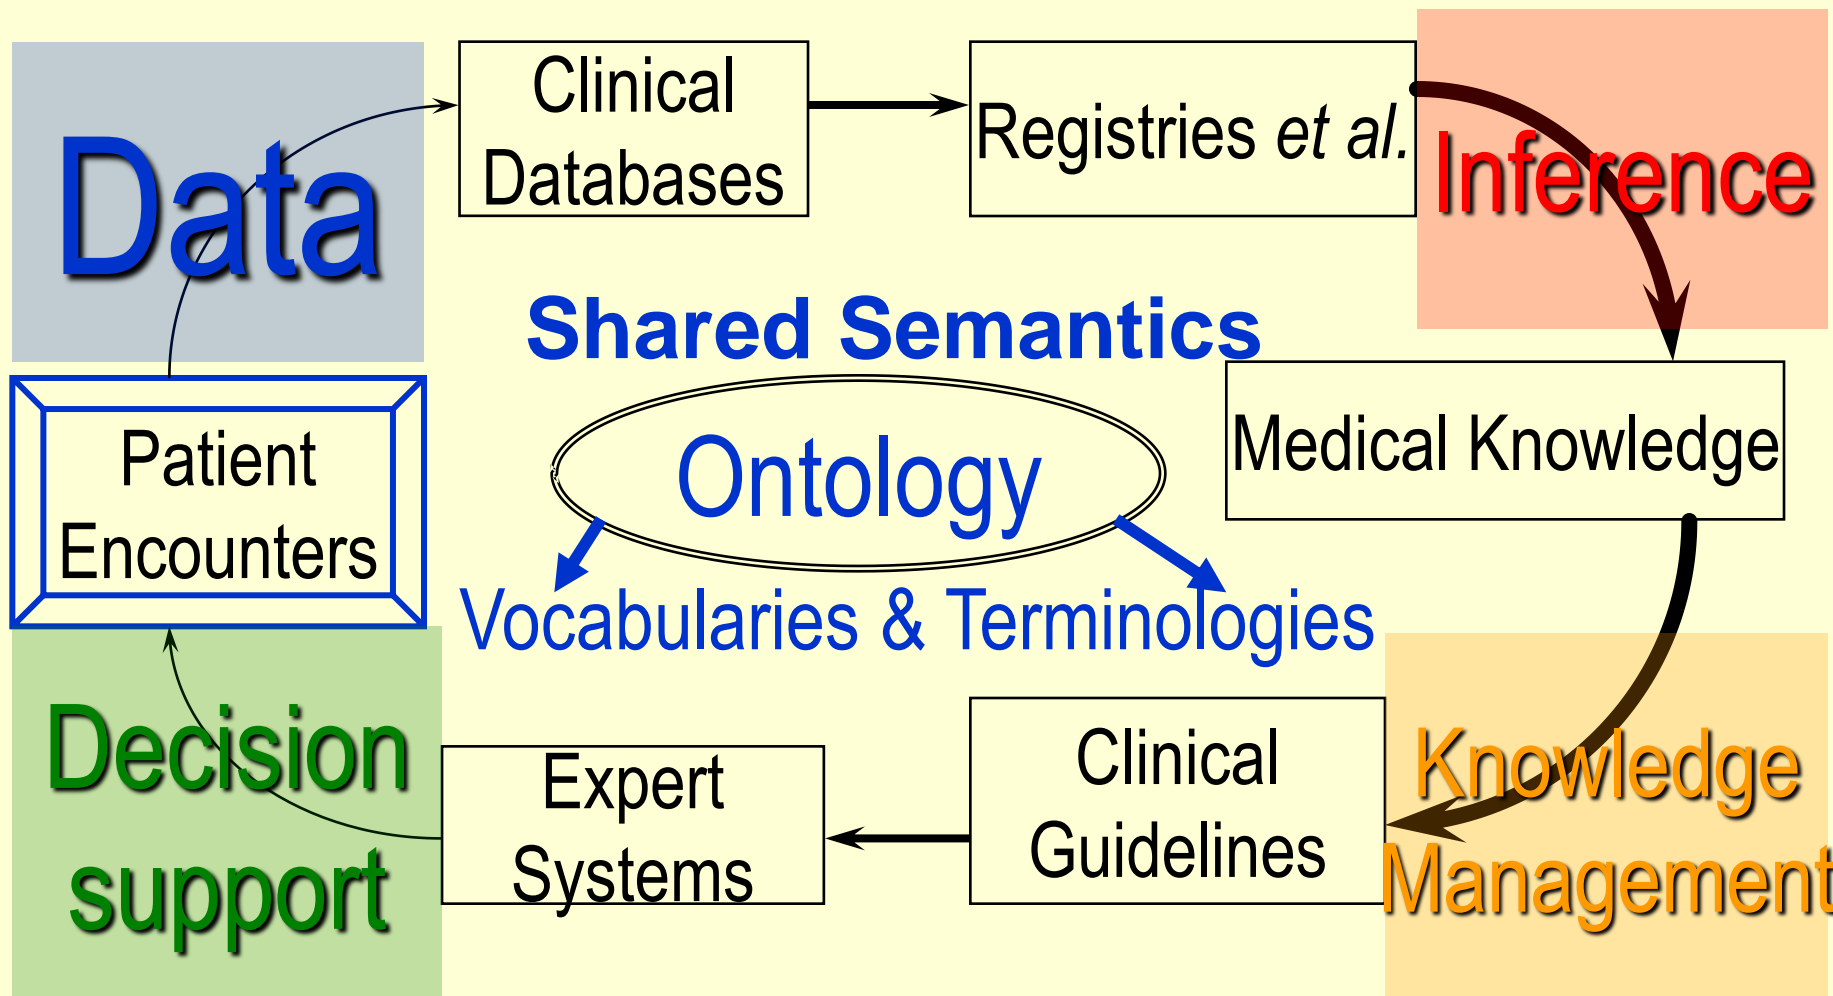 Data
Clinical
Databases
Registries et al.
Inference
Shared Semantics
Patient
Encounters
Ontology
Medical Knowledge
Vocabularies & Terminologies
Decision
support
Expert
Systems
Clinical
Guidelines
Knowledge
Management